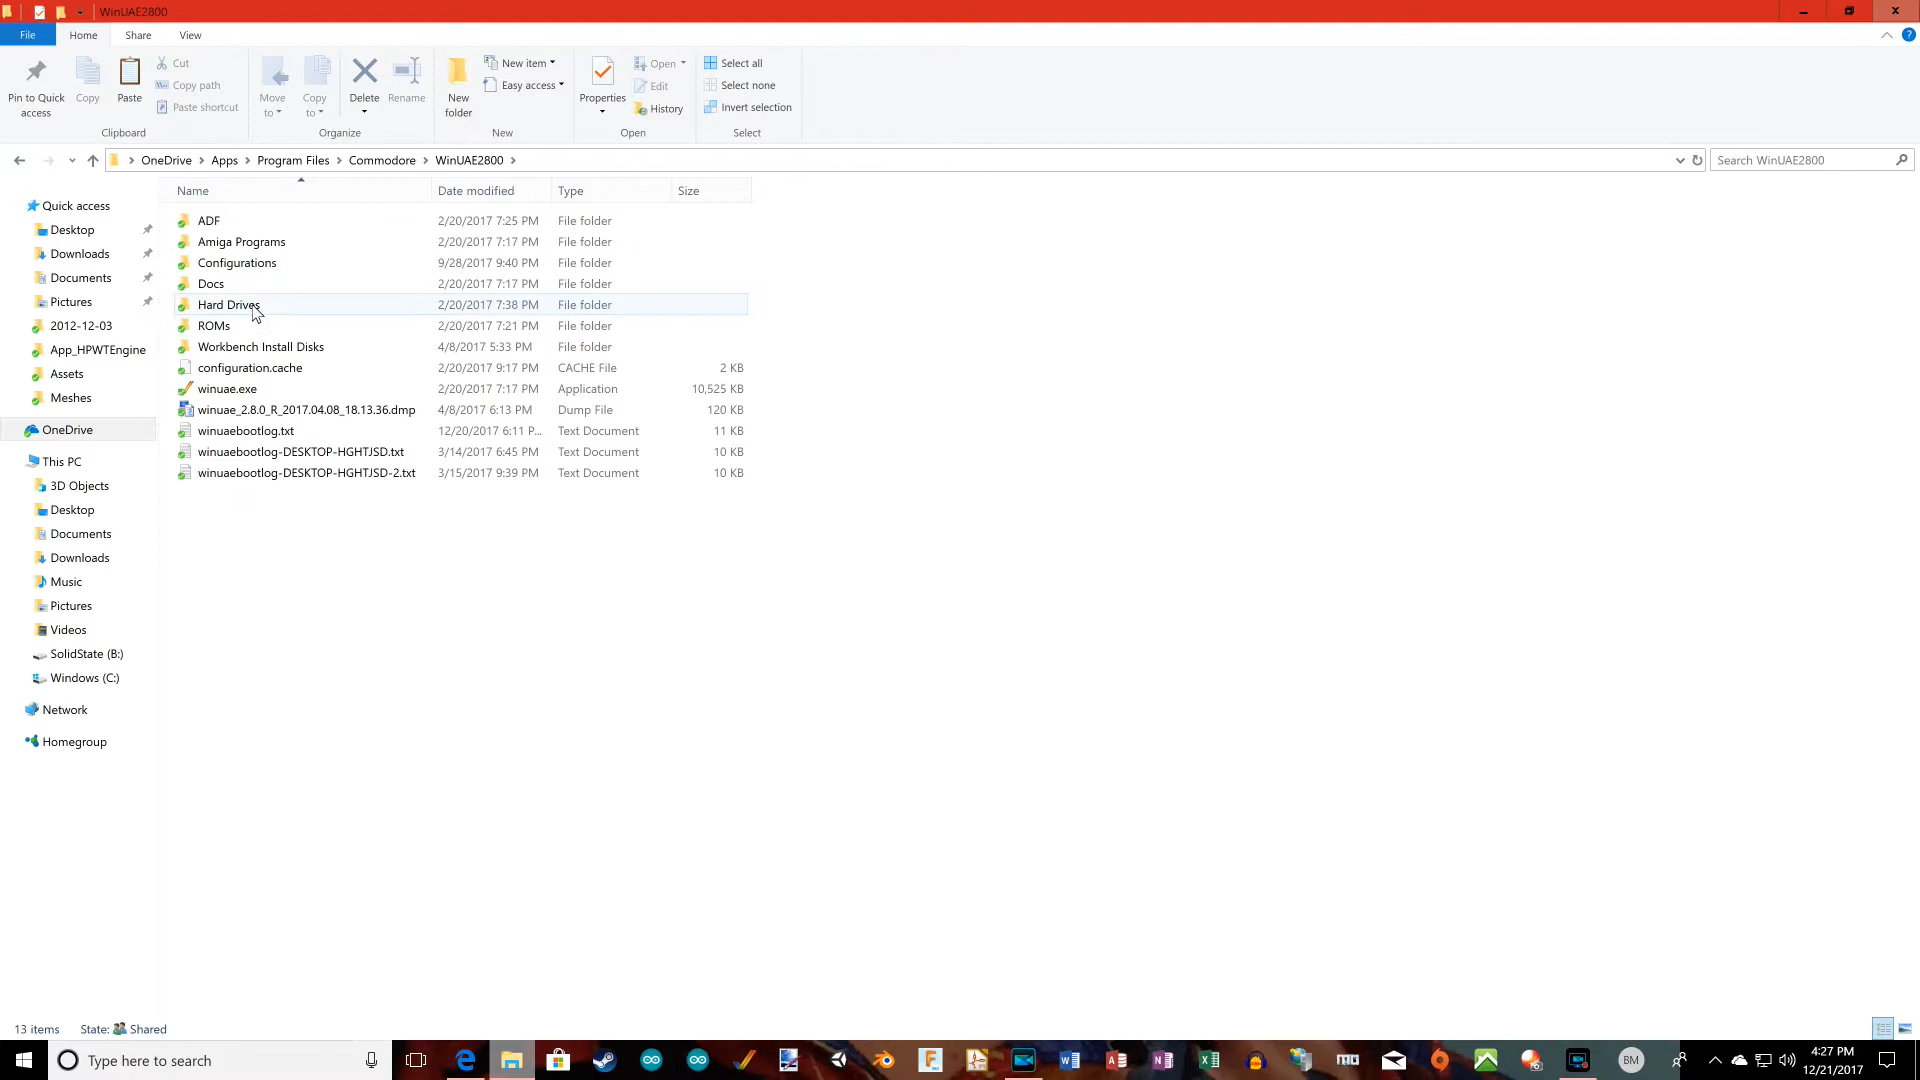 WinUAE2800
File Home Share View
Pin to Quick access
Copy
Paste
Cut
Copy path
Paste shortcut
Clipboard
Move to
Copy to
Delete
Rename
Organize
New folder
New item
Easy access
New
Properties
Open
Edit
History
Open
Select all
Select none
Invert selection
Select
OneDrive > Apps > Program Files > Commodore > WinUAE2800 >
Search WinUAE2800
Name Date modified Type Size
ADF 2/20/2017 7:25 PM File folder
Amiga Programs 2/20/2017 7:17 PM File folder
Configurations 9/28/2017 9:40 PM File folder
Docs 2/20/2017 7:17 PM File folder
Hard Drives 2/20/2017 7:38 PM File folder
ROMs 2/20/2017 7:21 PM File folder
Workbench Install Disks 4/8/2017 5:33 PM File folder
configuration.cache 2/20/2017 9:17 PM CACHE File 2 KB
winuae.exe 2/20/2017 7:17 PM Application 10,525 KB
winuae_2.8.0_R_2017.04.08_18.13.36.dmp 4/8/2017 6:13 PM Dump File 120 KB
winuaebootlog.txt 12/20/2017 6:11 P... Text Document 11 KB
winuaebootlog-DESKTOP-HGHTJSD.txt 3/14/2017 6:45 PM Text Document 10 KB
winuaebootlog-DESKTOP-HGHTJSD-2.txt 3/15/2017 9:39 PM Text Document 10 KB
Quick access
Desktop
Downloads
Documents
Pictures
2012-12-03
App_HPWTEngine
Assets
Meshes
OneDrive
This PC
3D Objects
Desktop
Documents
Downloads
Music
Pictures
Videos
SolidState (B:)
Windows (C:)
Network
Homegroup
13 items State: Shared
Type here to search
BM
4:27 PM
12/21/2017